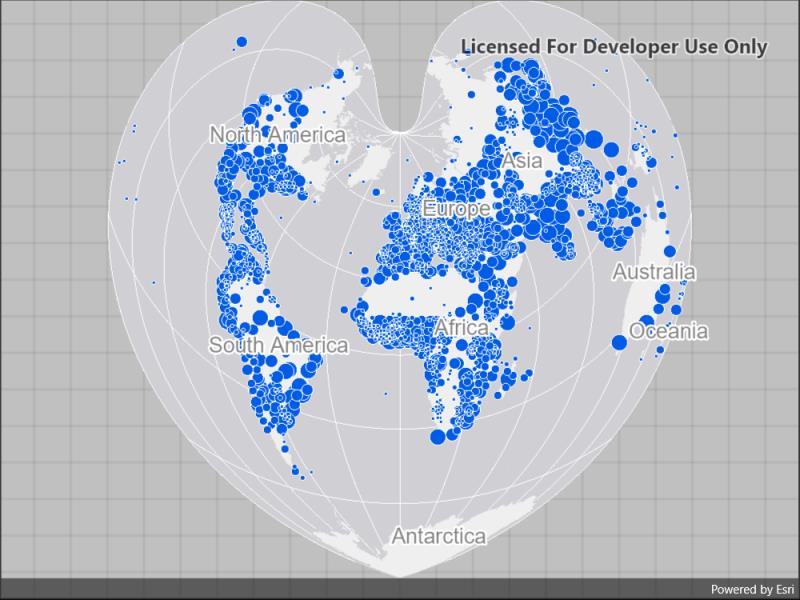 Licensed For Developer Use Only
North America
Asia
Europe
Australia
Africa
Oceania
South America
Antarctica
Powered by Esri